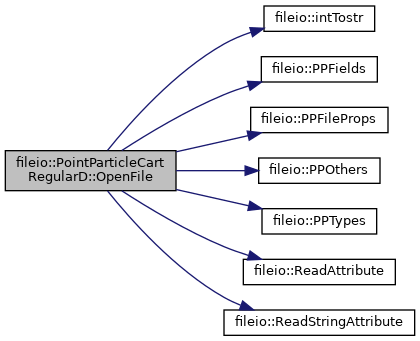 fileio::PointParticleCart
RegularD::OpenFile
fileio::intTostr
fileio::PPFields
fileio::PPFileProps
fileio::PPOthers
fileio::PPTypes
fileio::ReadAttribute
fileio::ReadStringAttribute